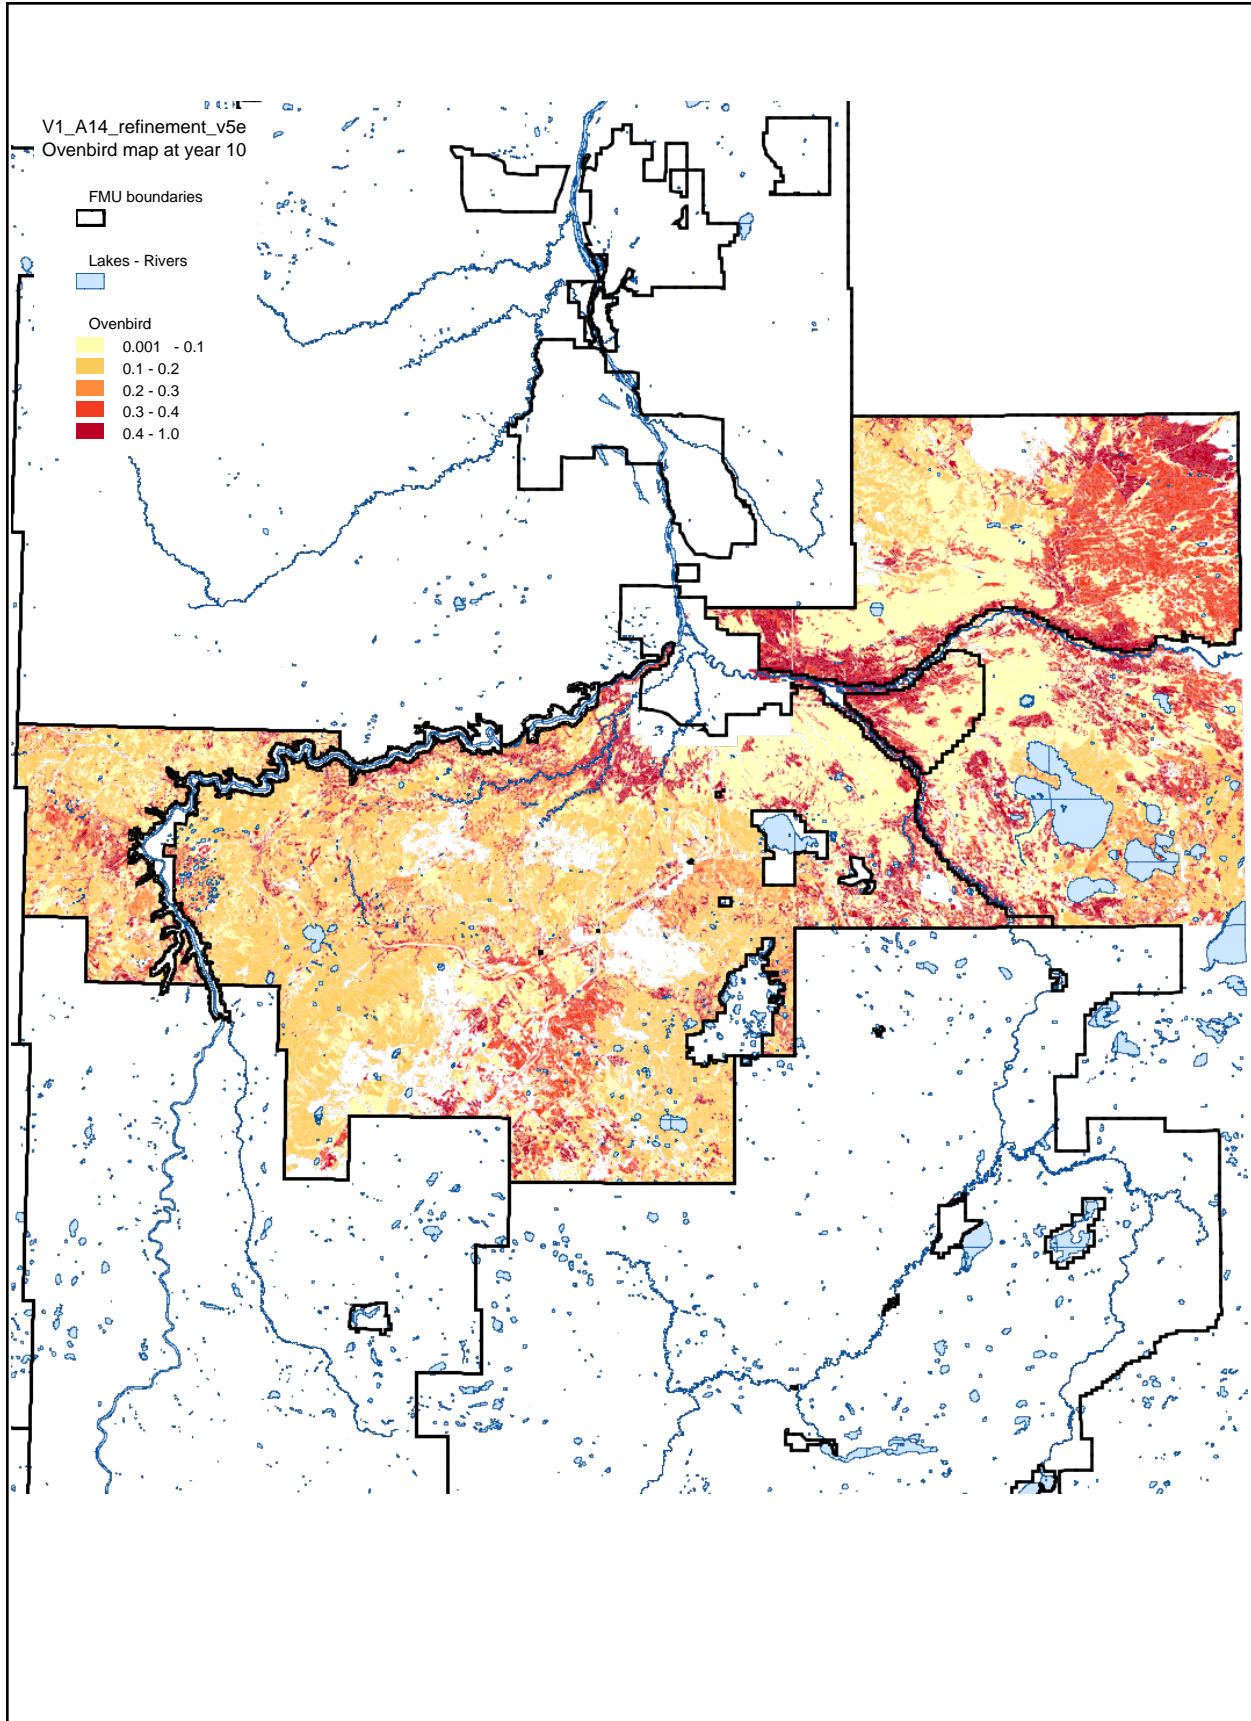 V1_A14_refinement_v5e
Ovenbird map at year 10
FMU boundaries
Lakes - Rivers
Ovenbird
0.001 - 0.1
0.1 - 0.2
0.2 - 0.3
0.3 - 0.4
0.4 - 1.0